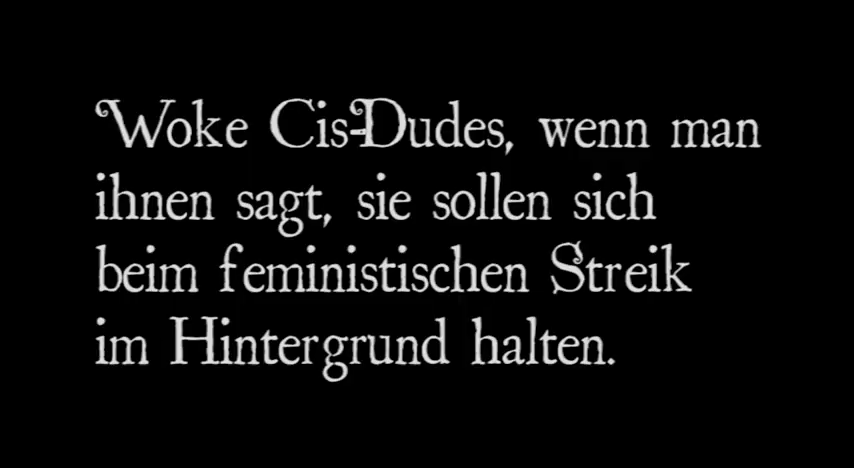 Woke Cis-Dudes, wenn man
ihnen sagt, sie sollen sich
beim feministischen Streik
im Hintergrund halten.